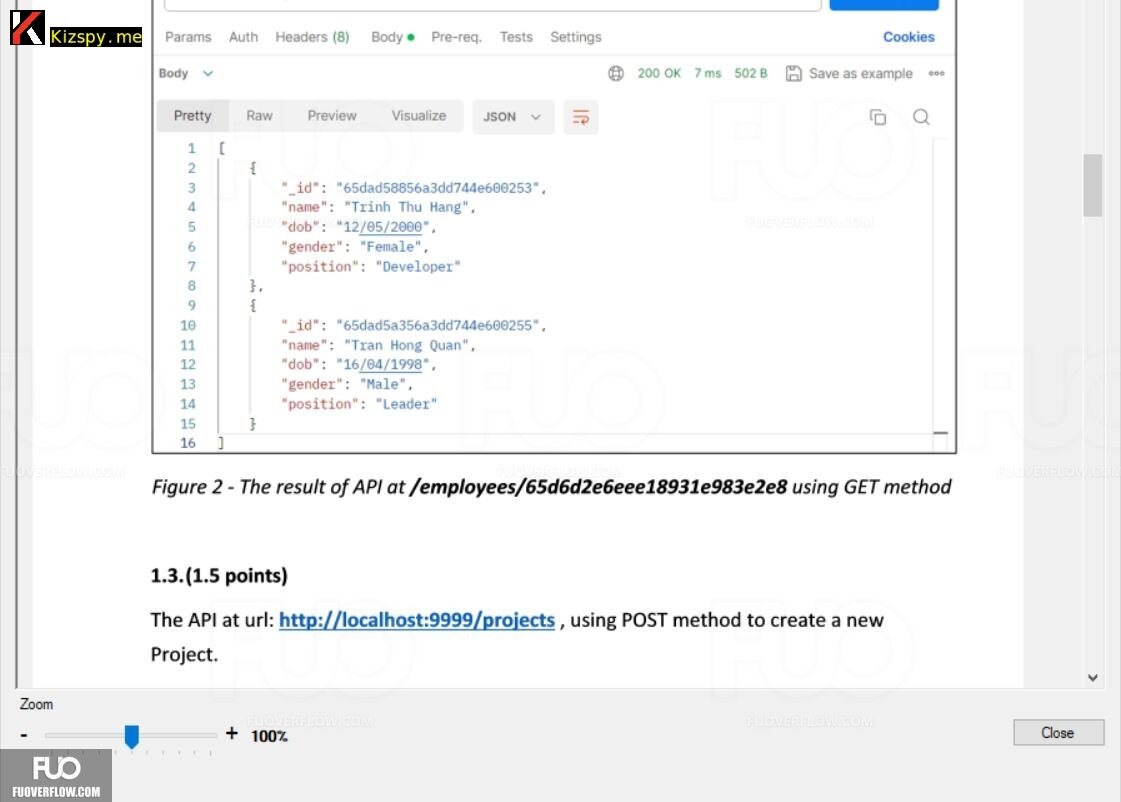 Kizspy.me
Params Auth Headers (8) Body Pre-req. Tests Settings Cookies
Body 200 OK 7 ms 502 B Save as example
Pretty Raw Preview Visualize JSON
1 [
2 {
3 "_id": "65dad58856a3dd744e600253",
4 "name": "Trinh Thu Hang",
5 "dob": "12/05/2000",
6 "gender": "Female",
7 "position": "Developer"
8 },
9 {
10 "_id": "65dad5a356a3dd744e600255",
11 "name": "Tran Hong Quan",
12 "dob": "16/04/1998",
13 "gender": "Male",
14 "position": "Leader"
15 }
16 ]
Figure 2 - The result of API at /employees/65d6d2e6eee18931e983e2e8 using GET method
1.3.(1.5 points)
The API at url: http://localhost:9999/projects , using POST method to create a new
Project.
Zoom
- + 100%
Close
FUO
FUOVERFLOW.COM